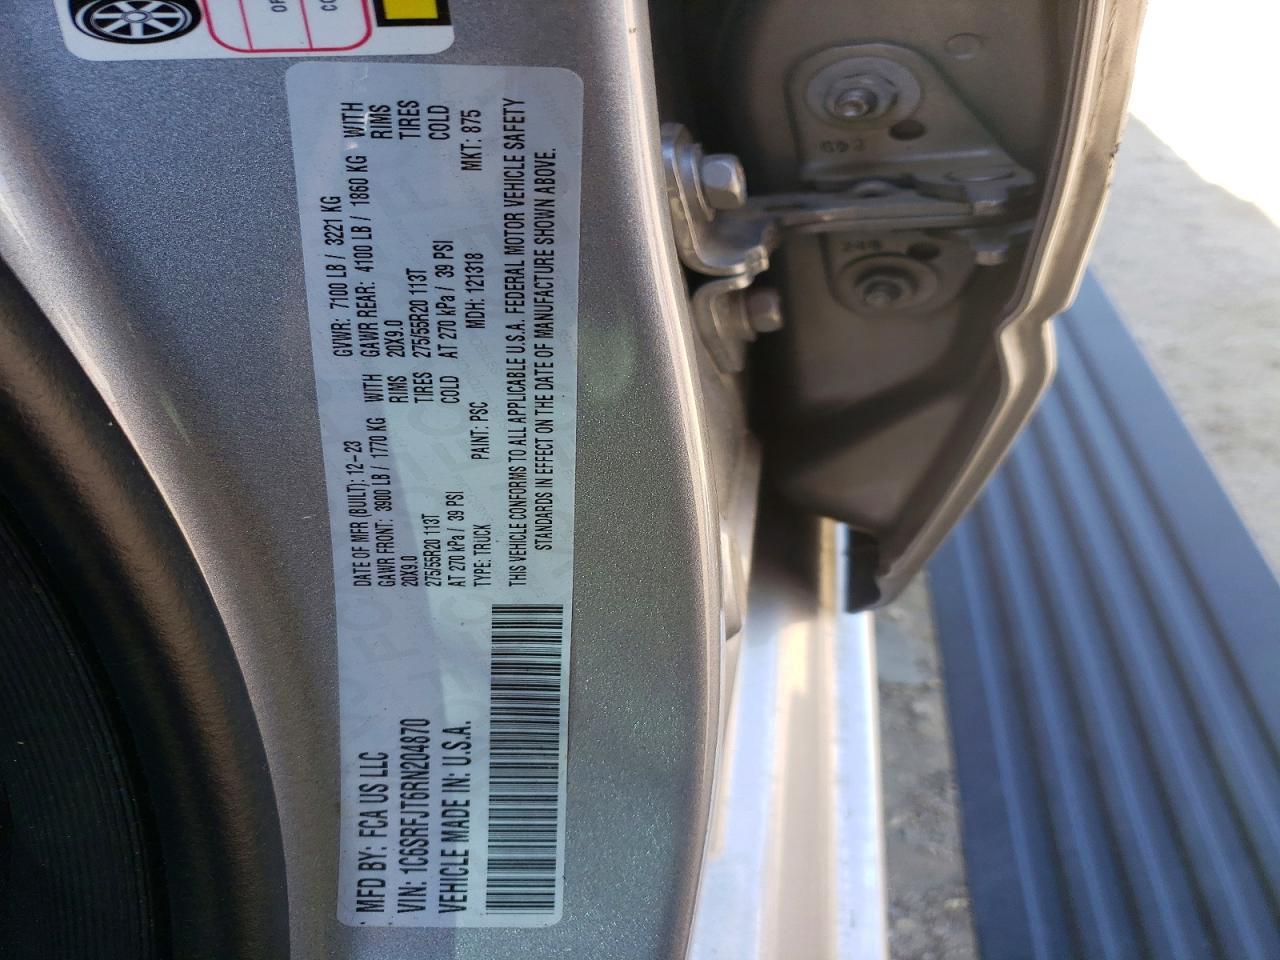 OF
CO
MFD BY: FCA US LLC
VIN: 1C6SRFJT6RN204870
VEHICLE MADE IN: U.S.A.
DATE OF MFR (BUILT): 12-23 GVWR: 7100 LB / 3221 KG
GAWR FRONT: 3900 LB / 1770 KG WITH GAWR REAR: 4100 LB / 1860 KG WITH
20X9.0 RIMS 20X9.0 RIMS
275/55R20 113T TIRES 275/55R20 113T TIRES
AT 270 kPa / 39 PSI COLD AT 270 kPa / 39 PSI COLD
TYPE: TRUCK PAINT: PSC MDH: 121318 MKT: 875
THIS VEHICLE CONFORMS TO ALL APPLICABLE U.S.A. FEDERAL MOTOR VEHICLE SAFETY
STANDARDS IN EFFECT ON THE DATE OF MANUFACTURE SHOWN ABOVE.